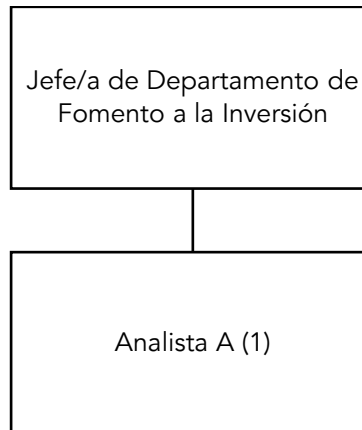 Jefe/a de Departamento de
Fomento a la Inversión
Analista A (1)